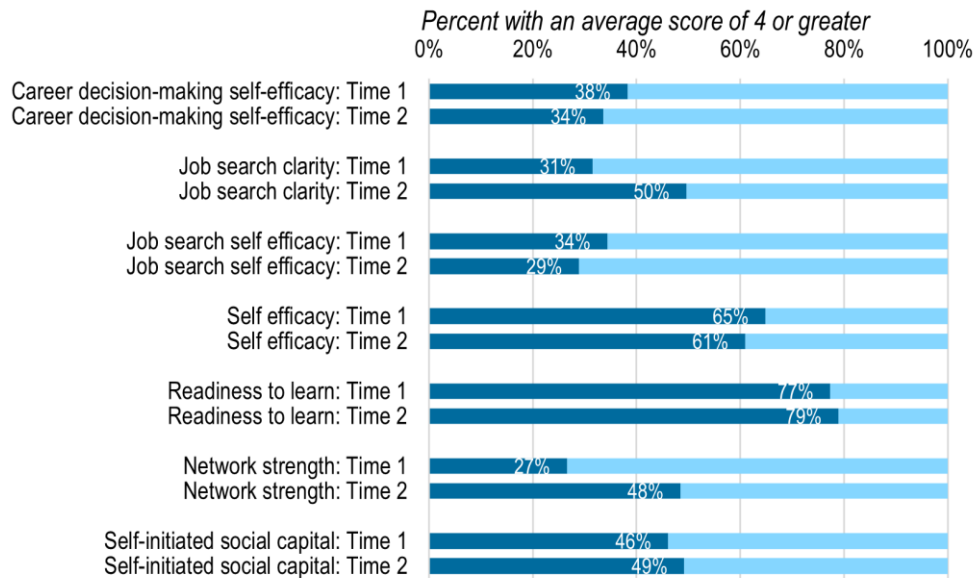 Percent with an average score of 4 or greater
0% 20% 40% 60% 80% 100%
Career decision-making self-efficacy: Time 1 38%
Career decision-making self-efficacy: Time 2 34%
Job search clarity: Time 1 31%
Job search clarity: Time 2 50%
Job search self efficacy: Time 1 34%
Job search self efficacy: Time 2 29%
Self efficacy: Time 1 65%
Self efficacy: Time 2 61%
Readiness to learn: Time 1 77%
Readiness to learn: Time 2 79%
Network strength: Time 1 27%
Network strength: Time 2 48%
Self-initiated social capital: Time 1 46%
Self-initiated social capital: Time 2 49%